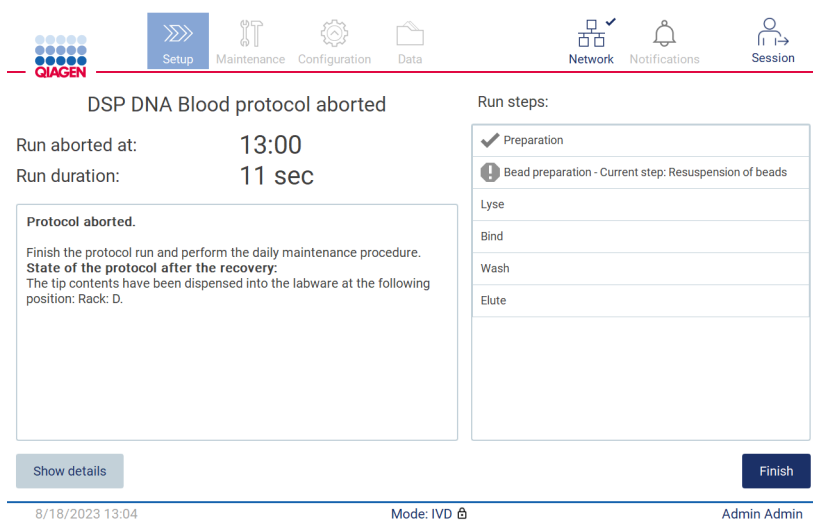 QIAGEN
Setup
Maintenance
Configuration
Data
Network
Notifications
Session
DSP DNA Blood protocol aborted
Run aborted at: 13:00
Run duration: 11 sec
Protocol aborted.
Finish the protocol run and perform the daily maintenance procedure.
State of the protocol after the recovery:
The tip contents have been dispensed into the labware at the following
position: Rack: D.
Show details
Run steps:
Preparation
Bead preparation - Current step: Resuspension of beads
Lyse
Bind
Wash
Elute
Finish
8/18/2023 13:04
Mode: IVD
Admin Admin